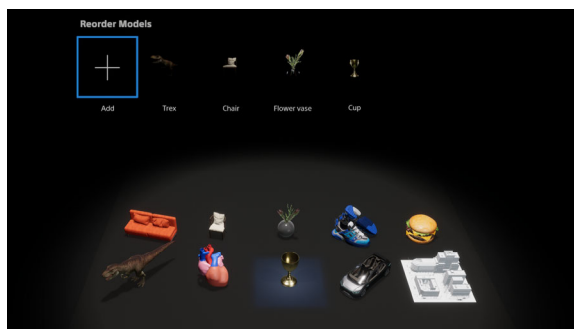 Reorder Models
Add
Trex
Chair
Flower vase
Cup